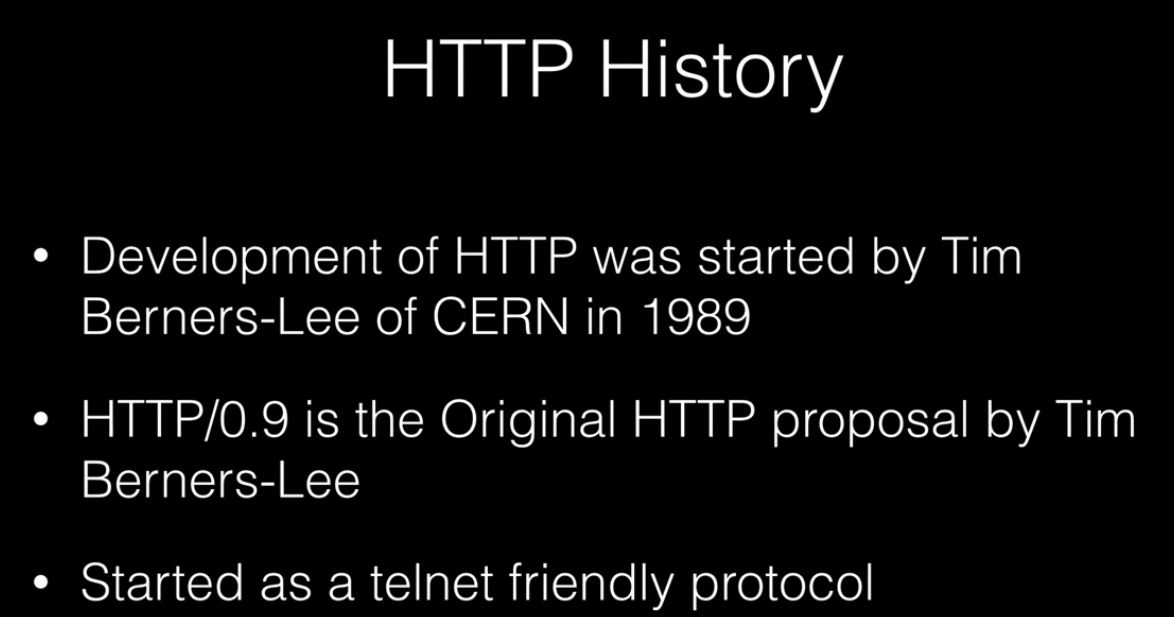 HTTP History
• Development of HTTP was started by Tim
Berners-Lee of CERN in 1989
• HTTP/0.9 is the Original HTTP proposal by Tim
Berners-Lee
• Started as a telnet friendly protocol